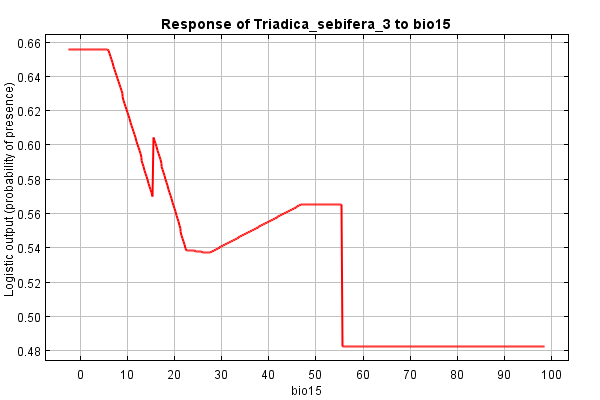 Response of Triadica_sebifera_3 to bio15
Logistic output (probability of presence)
0.66
0.64
0.62
0.60
0.58
0.56
0.54
0.52
0.50
0.48
0 10 20 30 40 50 60 70 80 90 100
bio15